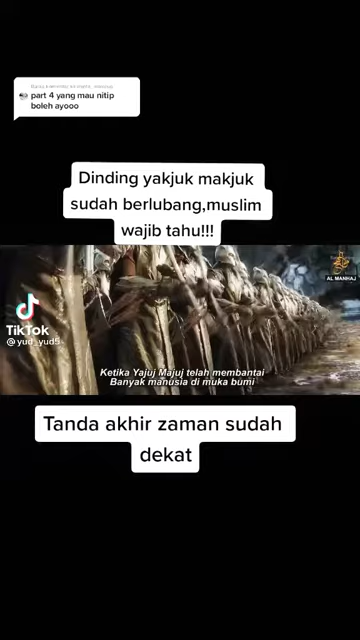 part 4 yang mau nitip
boleh ayooo
Dinding yakjuk makjuk
sudah berlubang,muslim
wajib tahu!!!
AL MANHAJ
TikTok
@yud_yud5
Ketika Yajuj Majuj telah membantai
Banyak manusia di muka bumi
Tanda akhir zaman sudah
dekat